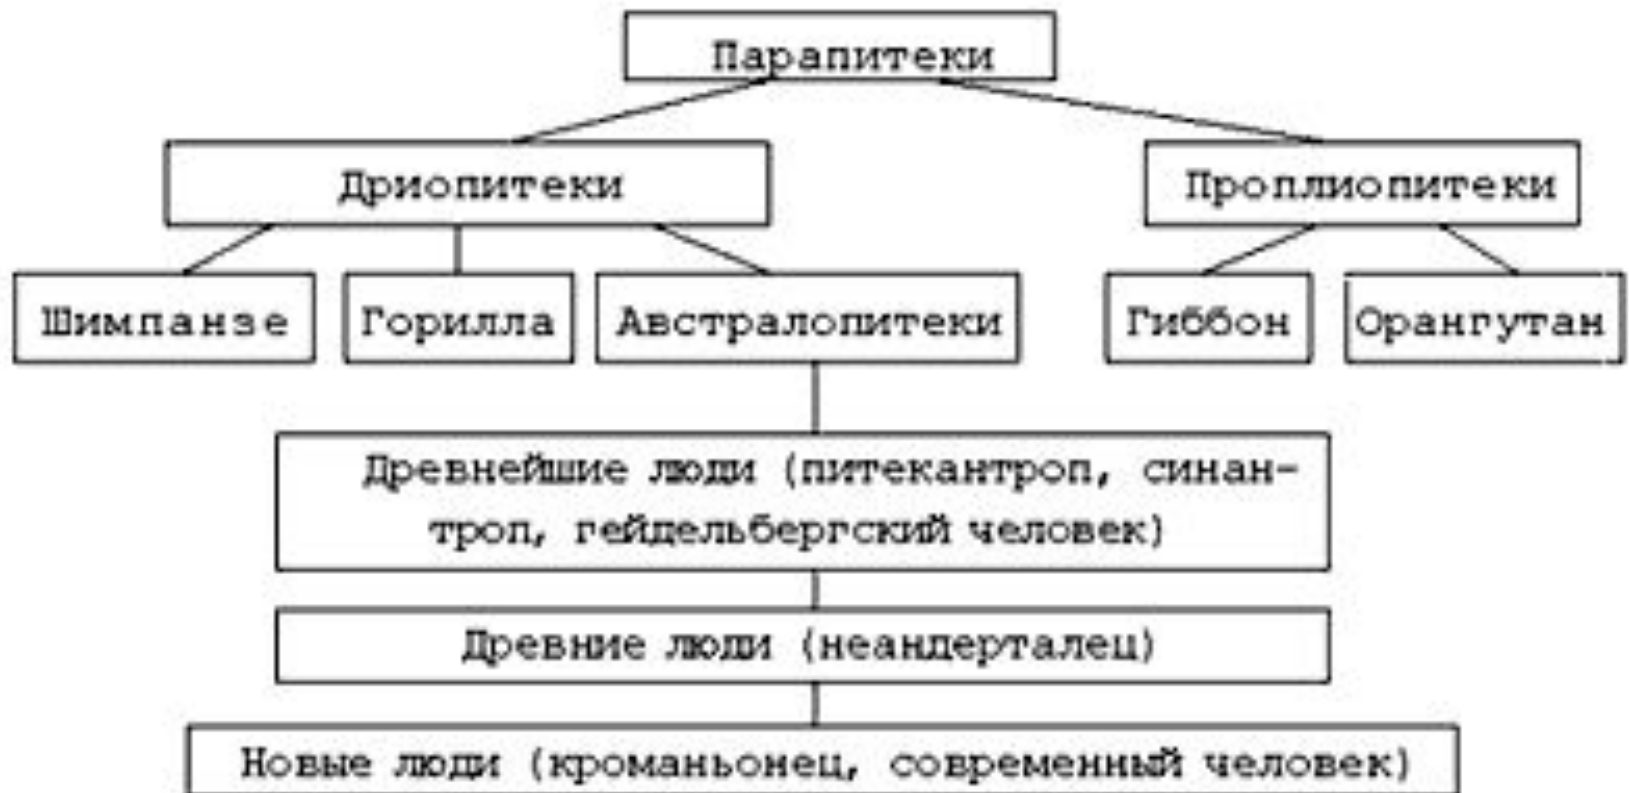 Парапитеки
Дриопитеки
Проплиопитеки
Шимпанзе
Горилла
Австралопитеки
Гиббон
Орангутан
Древнейшие люди (питекантроп, синан-
троп, гейдельбергский человек)
Древние люди (неандерталец)
Новые люди (кроманьонец, современный человек)